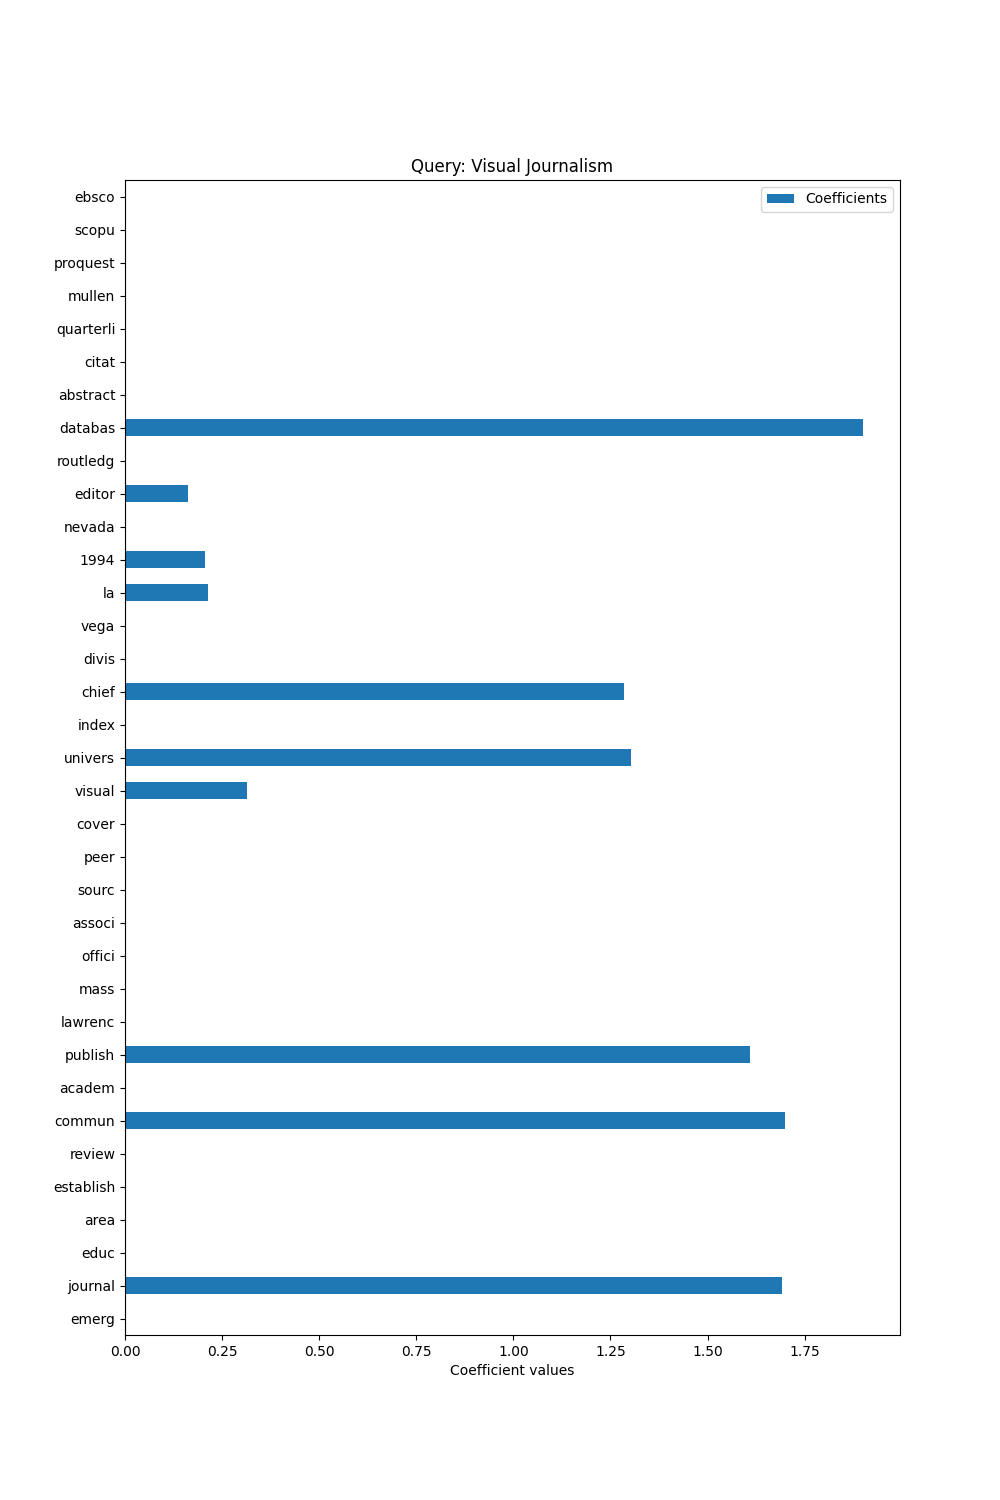 Query: Visual Journalism
Coefficients
ebsco
scopu
proquest
mullen
quarterli
citat
abstract
databas
routledg
editor
nevada
1994
la
vega
divis
chief
index
univers
visual
cover
peer
sourc
associ
offici
mass
lawrenc
publish
academ
commun
review
establish
area
educ
journal
emerg
0.00 0.25 0.50 0.75 1.00 1.25 1.50 1.75
Coefficient values